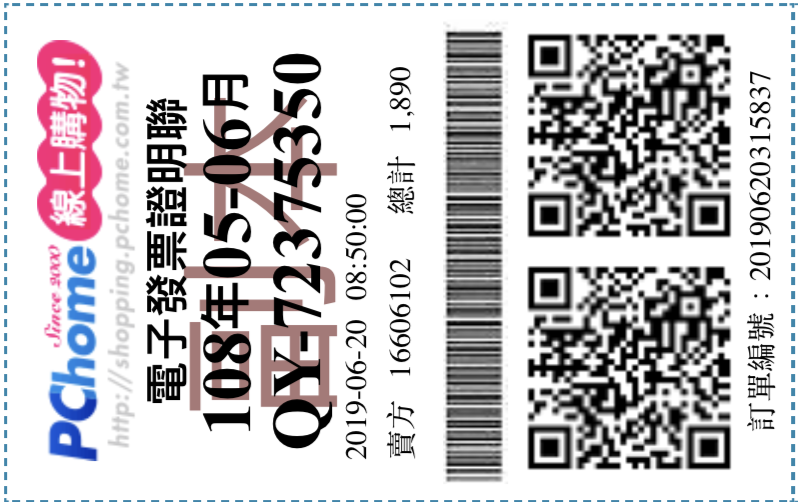 Since 2000
PChome 線上購物!
http://shopping.pchome.com.tw
電子發票證明聯
副本
108年05-06月
QY-72375350
2019-06-20 08:50:00
賣方 16606102 總計 1,890
訂單編號:20190620315837